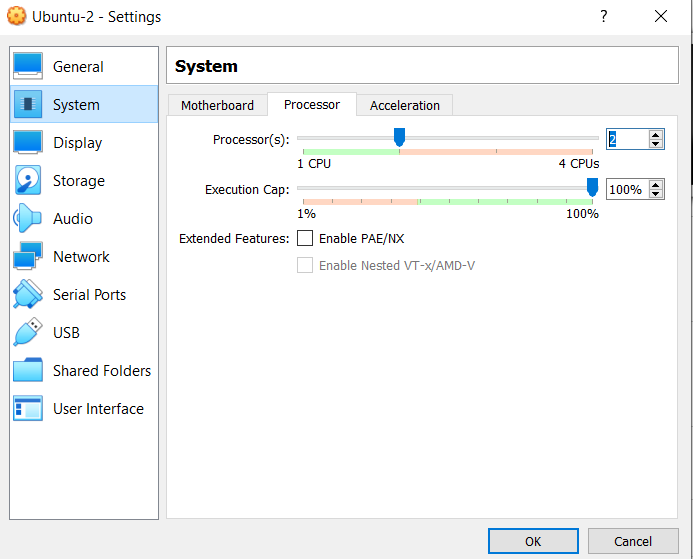 Ubuntu-2 - Settings
General
System
Display
Storage
Audio
Network
Serial Ports
USB
Shared Folders
User Interface
System
Motherboard Processor Acceleration
Processor(s): 2
1 CPU 4 CPUs
Execution Cap: 100%
1% 100%
Extended Features: Enable PAE/NX
Enable Nested VT-x/AMD-V
OK Cancel